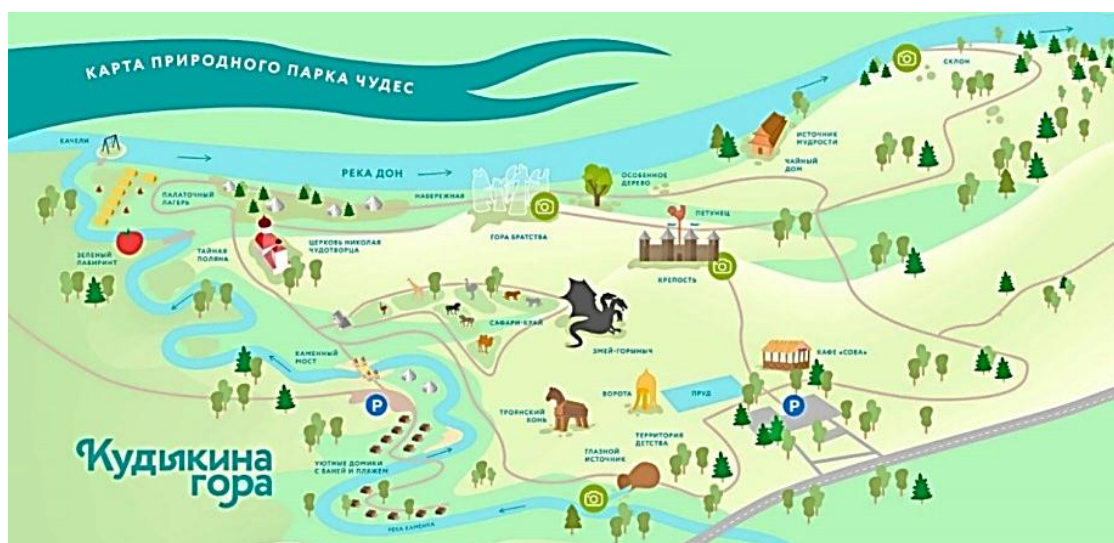 КАРТА ПРИРОДНОГО ПАРКА ЧУДЕС
КАЧЕЛИ
РЕКА ДОН
ПАЛАТОЧНЫЙ
ЛАГЕРЬ
НАБЕРЕЖНАЯ
ОСОБЕННОЕ
ДЕРЕВО
ИСТОЧНИК
МУДРОСТИ
ЧАЙНЫЙ
ДОМ
СКЛОН
ЗЕЛЕНЫЙ
ЛАБИРИНТ
ТАЙНАЯ
ПОЛЯНА
ЦЕРКОВЬ НИКОЛАЯ
ЧУДОТВОРЦА
ГОРА БРАТСТВА
ПЕТУНЕЦ
КРЕПОСТЬ
САФАРИ-КУАЙ
ЗМЕЙ-ГОРЫНЫЧ
КАМЕННЫЙ
МОСТ
P
КАФЕ «СОВА»
ВОРОТА
ПРУД
P
ТРОЯНСКИЙ
КОНЬ
ТЕРРИТОРИЯ
ДЕТСТВА
ГЛАЗНОЙ
ИСТОЧНИК
УЮТНЫЕ ДОМИКИ
С БАНЕЙ И ПЛЯЖЕМ
РЕКА КАМЕНКА
Кудыкина
гора